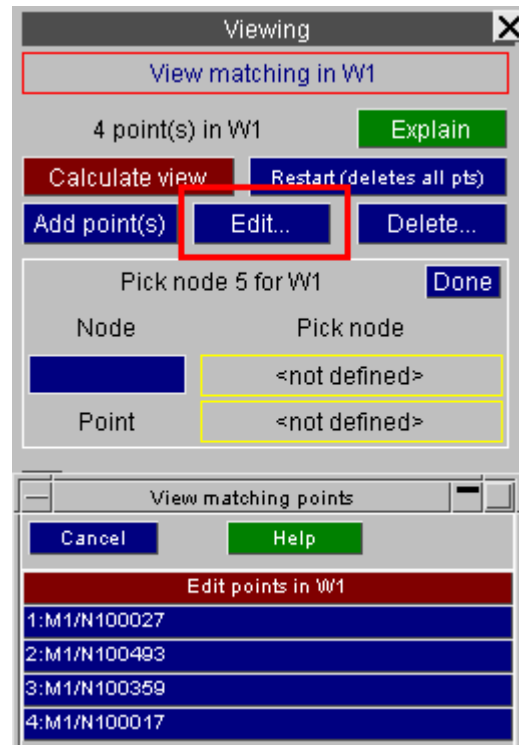 Viewing
View matching in W1
4 point(s) in W1 Explain
Calculate view Restart (deletes all pts)
Add point(s) Edit... Delete...
Pick node 5 for W1 Done
Node Pick node
<not defined>
Point <not defined>
View matching points
Cancel Help
Edit points in W1
1:M1/N100027
2:M1/N100493
3:M1/N100359
4:M1/N100017